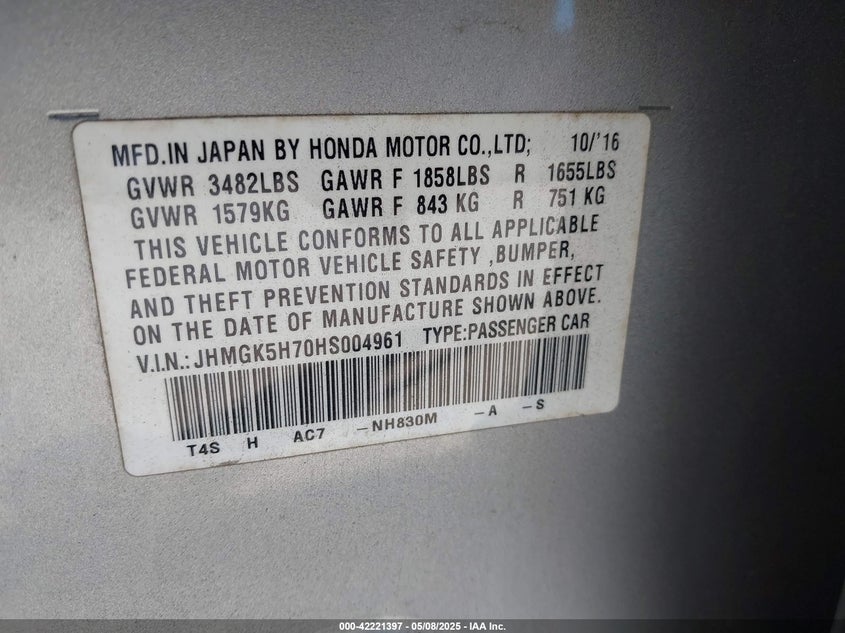 MFD.IN JAPAN BY HONDA MOTOR CO.,LTD; 10/'16
GVWR 3482LBS GAWR F 1858LBS R 1655LBS
GVWR 1579KG GAWR F 843 KG R 751 KG
THIS VEHICLE CONFORMS TO ALL APPLICABLE
FEDERAL MOTOR VEHICLE SAFETY ,BUMPER,
AND THEFT PREVENTION STANDARDS IN EFFECT
ON THE DATE OF MANUFACTURE SHOWN ABOVE.
V.I.N.: JHMGK5H70HS004961 TYPE:PASSENGER CAR
T4S H AC7 -NH830M -A -S
000-42221397 - 05/08/2025 - IAA Inc.